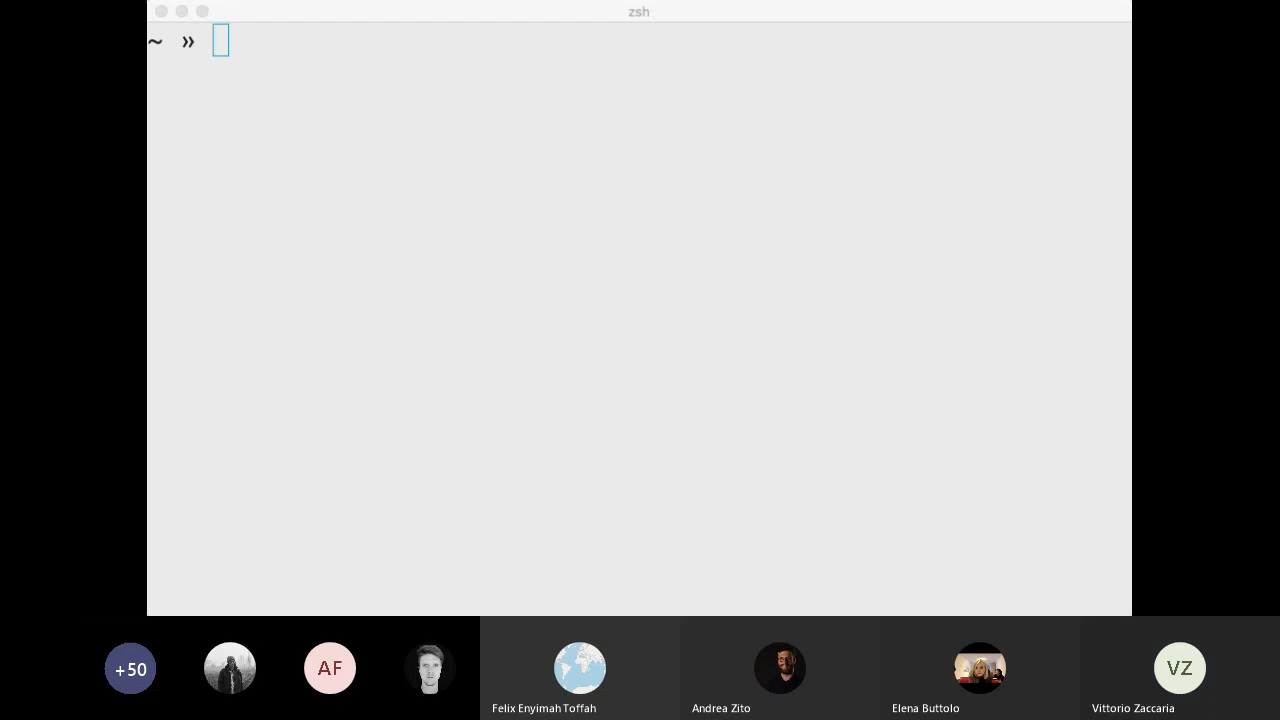 zsh
~ »
+50
AF
VZ
Felix Enyimah Toffah
Andrea Zito
Elena Buttolo
Vittorio Zaccaria